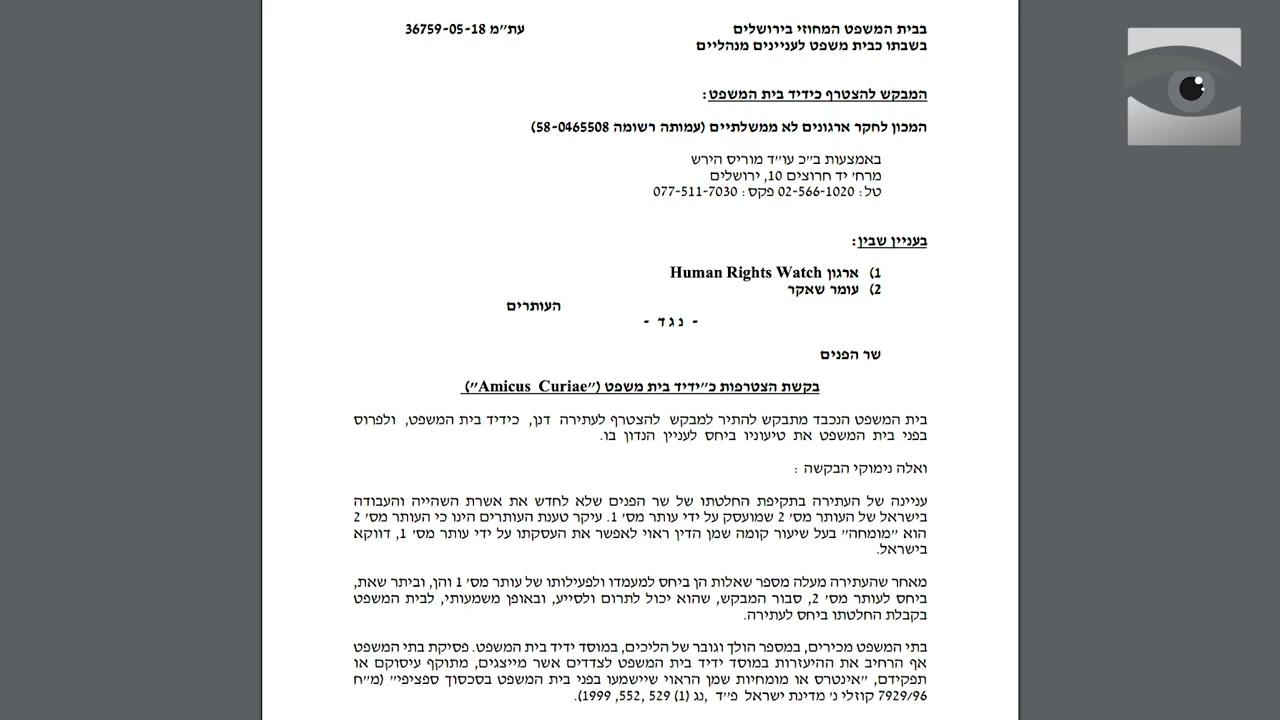 בבית המשפט המחוזי בירושלים עת״מ 36759-05-18
בשבתו כבית משפט לעניינים מנהליים
המבקש להצטרף כידיד בית המשפט:
המכון לחקר ארגונים לא ממשלתיים (עמותה רשומה 58-0465508)
באמצעות ב״כ עו״ד מוריס הירש
מרח׳ יד חרוצים 10, ירושלים
טל: 02-566-1020 פקס: 077-511-7030
בעניין שבין:
1) ארגון Human Rights Watch
2) עומר שאקר
העותרים
- נ ג ד -
שר הפנים
בקשת הצטרפות כ״ידיד בית משפט (״Amicus Curiae״)
בית המשפט הנכבד מתבקש להתיר למבקש להצטרף לעתירה דנן, כידיד בית המשפט, ולפרוס
בפני בית המשפט את טיעוניו ביחס לעניין הנדון בו.
ואלה נימוקי הבקשה :
עניינה של העתירה בתקיפת החלטתו של שר הפנים שלא לחדש את אשרת השהייה והעבודה
בישראל של העותר מס׳ 2 שמועסק על ידי עותר מס׳ 1. עיקר טענת העותרים הינו כי העותר מס׳ 2
הוא ״מומחה״ בעל שיעור קומה שמן הדין ראוי לאפשר את העסקתו על ידי עותר מס׳ 1, דווקא
בישראל.
מאחר שהעתירה מעלה מספר שאלות הן ביחס למעמדו ולפעילותו של עותר מס׳ 1 והן, וביתר שאת,
ביחס לעותר מס׳ 2, סבור המבקש, שהוא יכול לתרום ולסייע, ובאופן משמעותי, לבית המשפט
בקבלת החלטתו ביחס לעתירה.
בתי המשפט מכירים, במספר הולך וגובר של הליכים, במוסד ידיד בית המשפט. פסיקת בתי המשפט
אף הרחיב את ההיעזרות במוסד ידיד בית המשפט לצדדים אשר מייצגים, מתוקף עיסוקם או
תפקידם, ״אינטרס או מומחיות שמן הראוי שיישמעו בפני בית המשפט בסכסוך ספציפי״ (מ״ח
7929/96 קוזלי נ׳ מדינת ישראל פ״ד ,נג (1) 529 ,552, 1999).